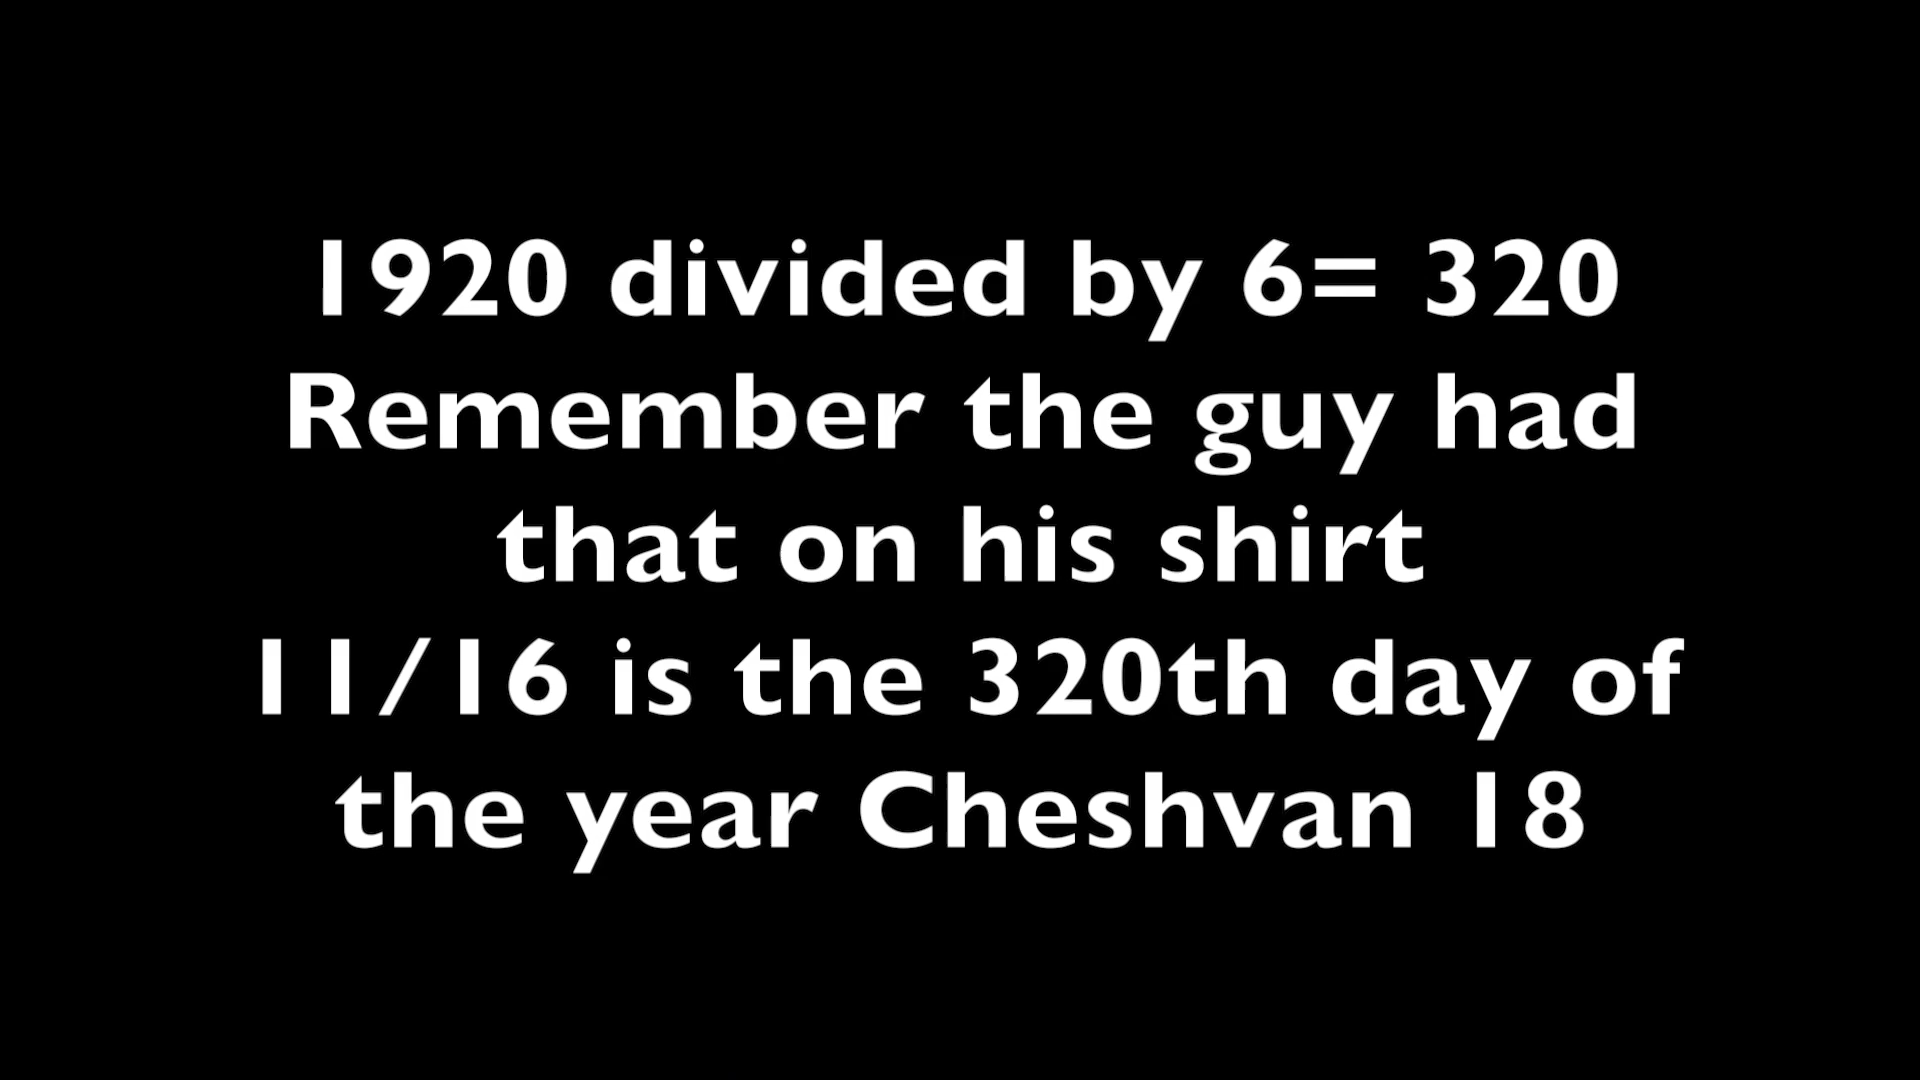 1920 divided by 6= 320
Remember the guy had
that on his shirt
11/16 is the 320th day of
the year Cheshvan 18